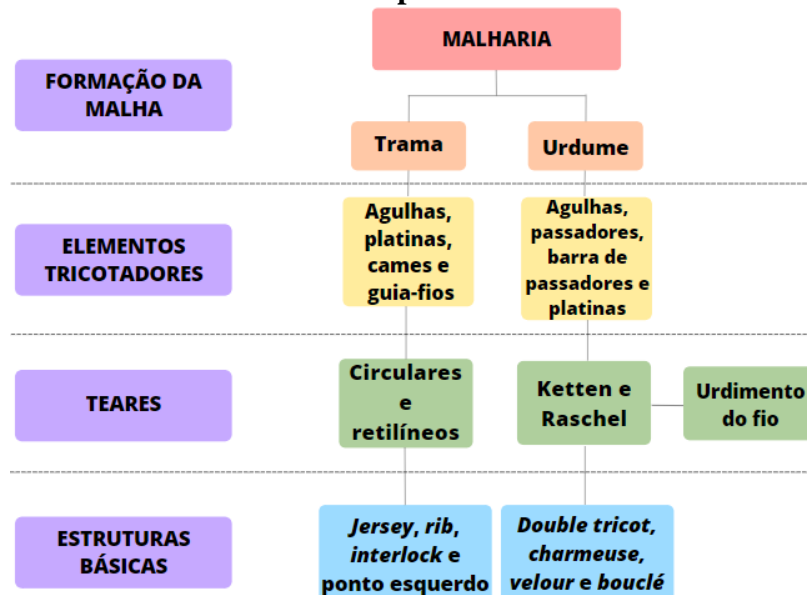 MALHARIA
FORMAÇÃO DA
MALHA
Trama
Urdume
ELEMENTOS
TRICOTADORES
Agulhas,
platinas,
cames e
guia-fios
Agulhas,
passadores,
barra de
passadores e
platinas
TEARES
Circulares
e
retilíneos
Ketten e
Raschel
Urdimento
do fio
ESTRUTURAS
BÁSICAS
Jersey, rib,
interlock e
ponto esquerdo
Double tricot,
charmeuse,
velour e bouclé